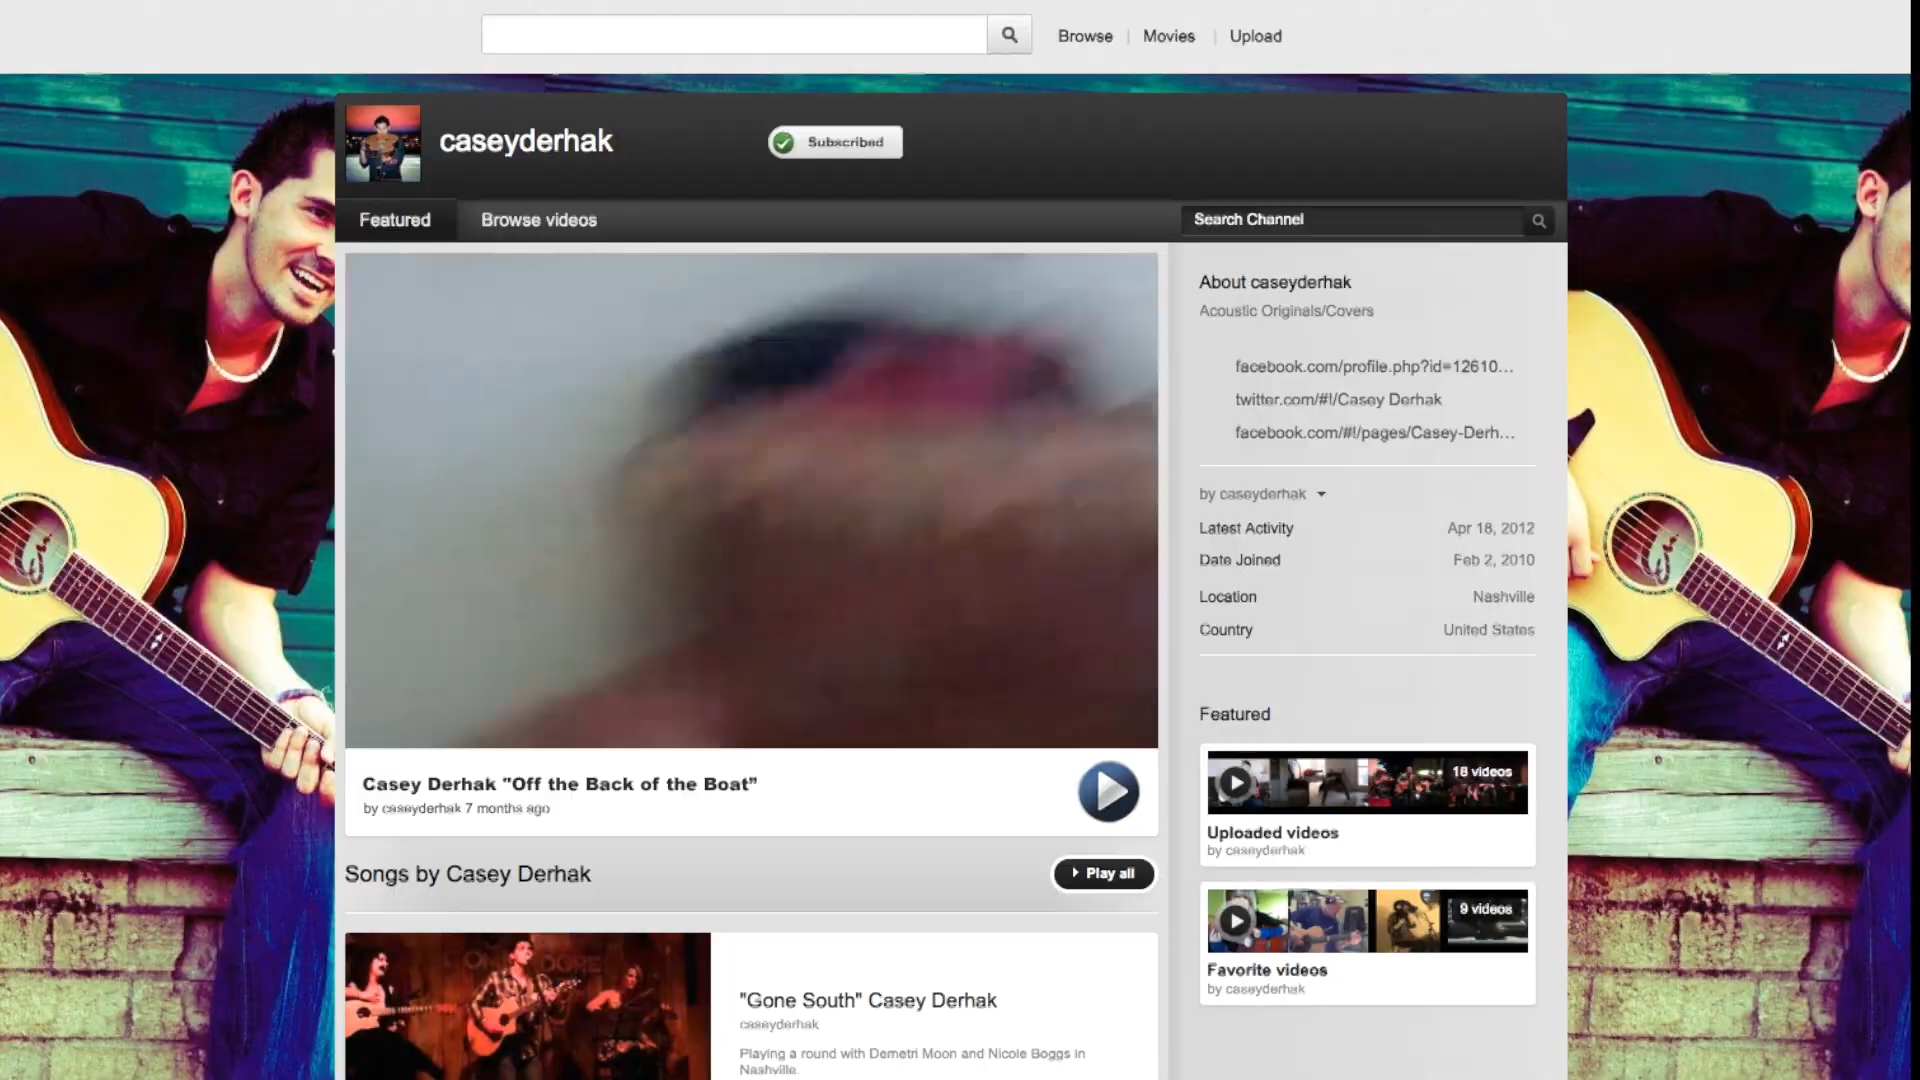 Browse | Movies | Upload
caseyderhak
Subscribed
Featured
Browse videos
Search Channel
About caseyderhak
Acoustic Originals/Covers
facebook.com/profile.php?id=12610...
twitter.com/#!/Casey Derhak
facebook.com/#!/pages/Casey-Derh...
by caseyderhak
Latest Activity Apr 18, 2012
Date Joined Feb 2, 2010
Location Nashville
Country United States
Casey Derhak "Off the Back of the Boat"
by caseyderhak 7 months ago
Songs by Casey Derhak
Play all
"Gone South" Casey Derhak
caseyderhak
Playing a round with Demetri Moon and Nicole Boggs in
Nashville.
Featured
18 videos
Uploaded videos
by caseyderhak
9 videos
Favorite videos
by caseyderhak